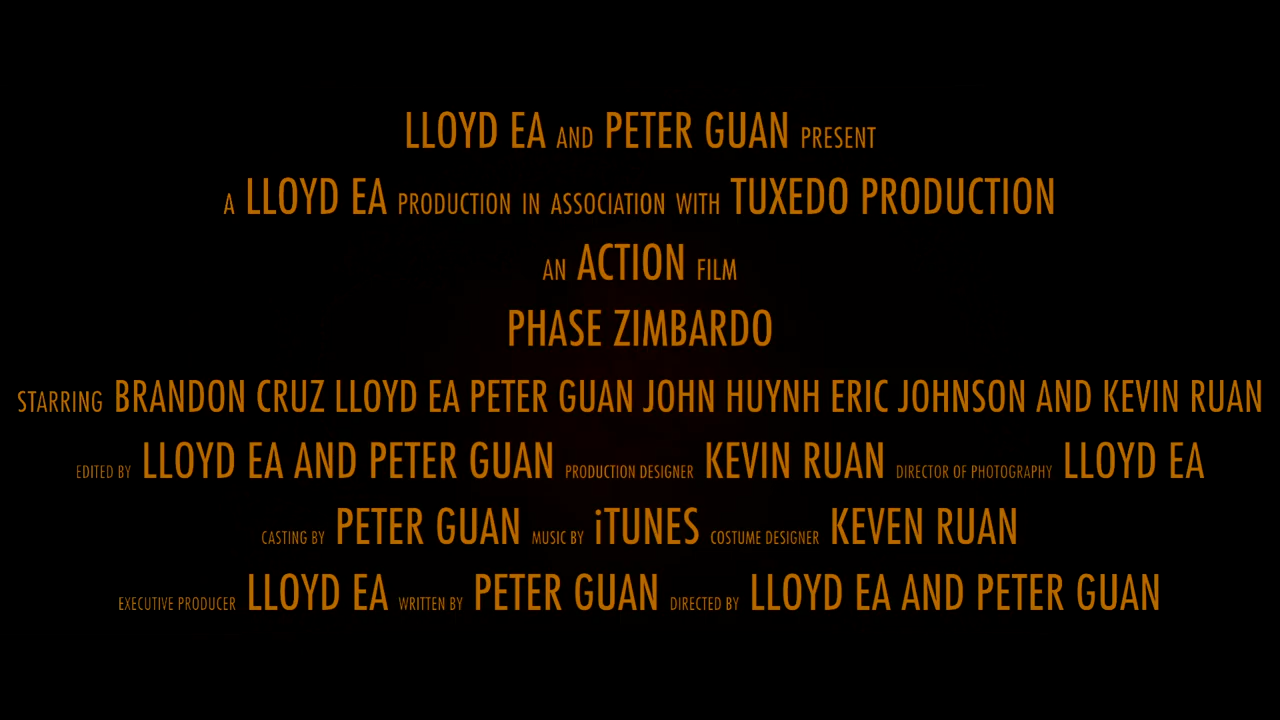 LLOYD EA AND PETER GUAN PRESENT
A LLOYD EA PRODUCTION IN ASSOCIATION WITH TUXEDO PRODUCTION
AN ACTION FILM
PHASE ZIMBARDO
STARRING BRANDON CRUZ LLOYD EA PETER GUAN JOHN HUYNH ERIC JOHNSON AND KEVIN RUAN
EDITED BY LLOYD EA AND PETER GUAN PRODUCTION DESIGNER KEVIN RUAN DIRECTOR OF PHOTOGRAPHY LLOYD EA
CASTING BY PETER GUAN MUSIC BY iTUNES COSTUME DESIGNER KEVEN RUAN
EXECUTIVE PRODUCER LLOYD EA WRITTEN BY PETER GUAN DIRECTED BY LLOYD EA AND PETER GUAN